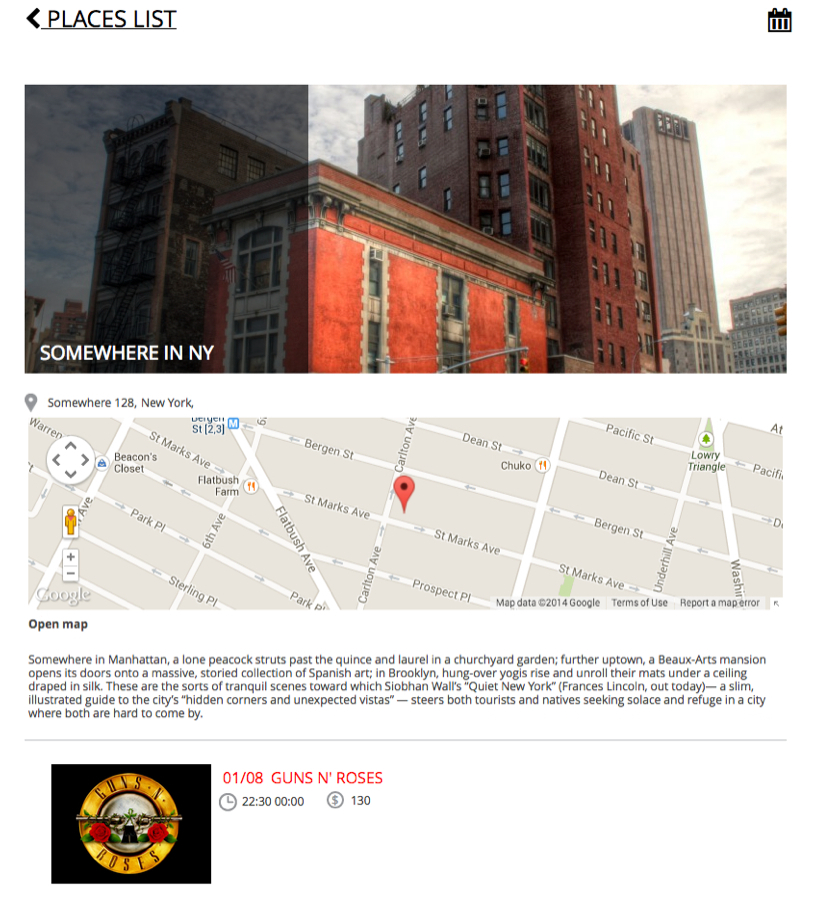 PLACES LIST
SOMEWHERE IN NY
Somewhere 128, New York,
Warren
St Marks Ave
Bergen
St [2,3]
M
6
Bergen St
Carlton Ave
Dean St
Pacific St
At
Beacon's
Closet
Flatbush
Farm
Chuko
Lowry
Triangle
Pacifi
Dean St
St Marks Ave
Park Pl
6th Ave
Flatbush Ave
Ave
St Marks Ave
Bergen St
D
Carlton Ave
St Marks Ave
Underhill Ave
Washin
Sterling Pl
Park Pl
Prospect Pl
Google
Map data ©2014 Google Terms of Use Report a map error
Open map
Somewhere in Manhattan, a lone peacock struts past the quince and laurel in a churchyard garden; further uptown, a Beaux-Arts mansion
opens its doors onto a massive, storied collection of Spanish art; in Brooklyn, hung-over yogis rise and unroll their mats under a ceiling
draped in silk. These are the sorts of tranquil scenes toward which Siobhan Wall's "Quiet New York" (Frances Lincoln, out today)— a slim,
illustrated guide to the city's "hidden corners and unexpected vistas" — steers both tourists and natives seeking solace and refuge in a city
where both are hard to come by.
GUNS N' ROSES
01/08 GUNS N' ROSES
22:30 00:00 $ 130